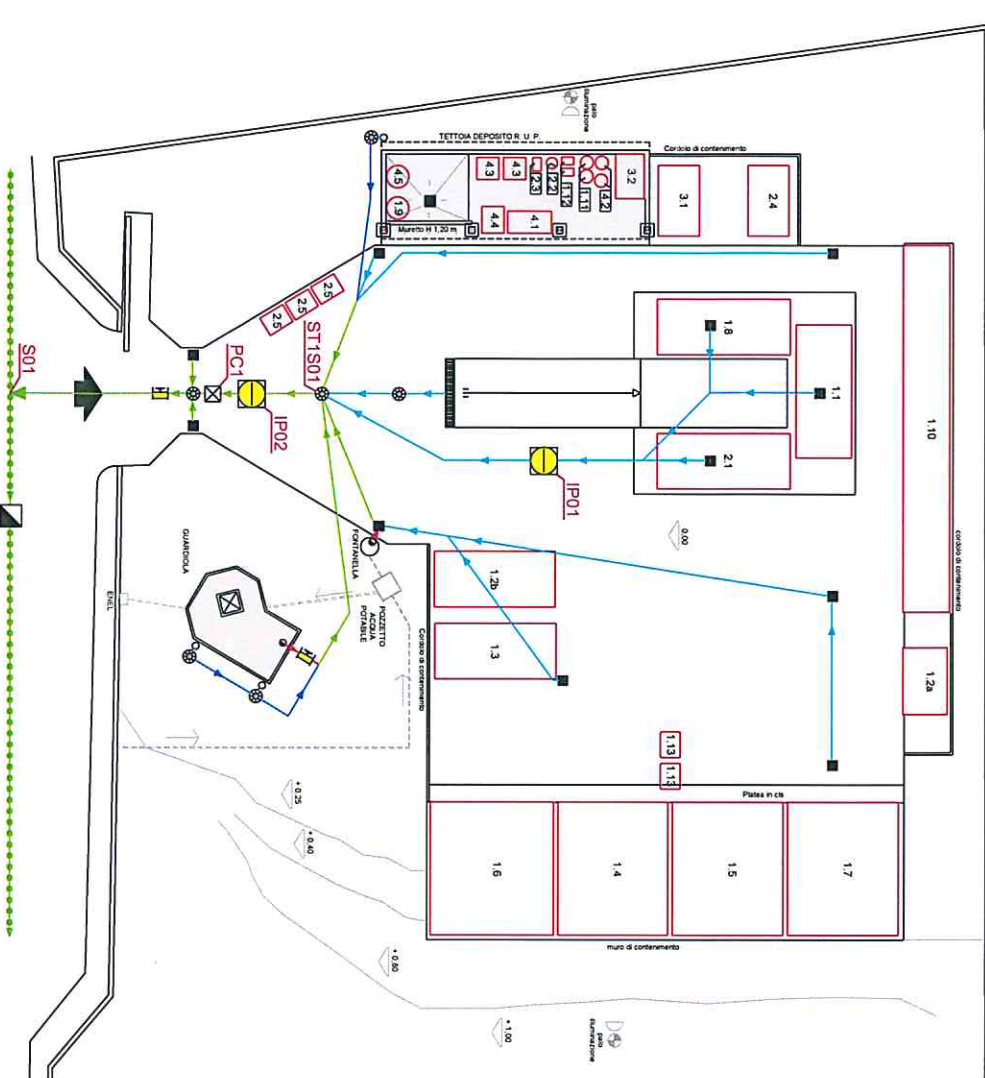 palo
illuminazione
TETTOIA DEPOSITO R. U. P.
Cordolo di contenimento
4.5
1.9
4.3
4.3
4.4
4.1
2.3
2.2
1.12
1.11
4.2
3.2
3.1
2.4
Muretto H 1,20 m
2.5
2.5
2.5
1.8
1.1
2.1
1.10
cordolo di contenimento
S01
PC1
IP02
ST1S01
IP01
0.00
FONTANELLA
1.2b
1.3
1.2a
GUARDIOLA
ENEL
POZZETTO
ACQUA
POTABILE
Cordolo di contenimento
1.13
1.13
Platea in cls
1.6
1.4
1.5
1.7
muro di contenimento
+ 0.25
+ 0.40
+ 0.60
+ 1.00
palo
illuminazione